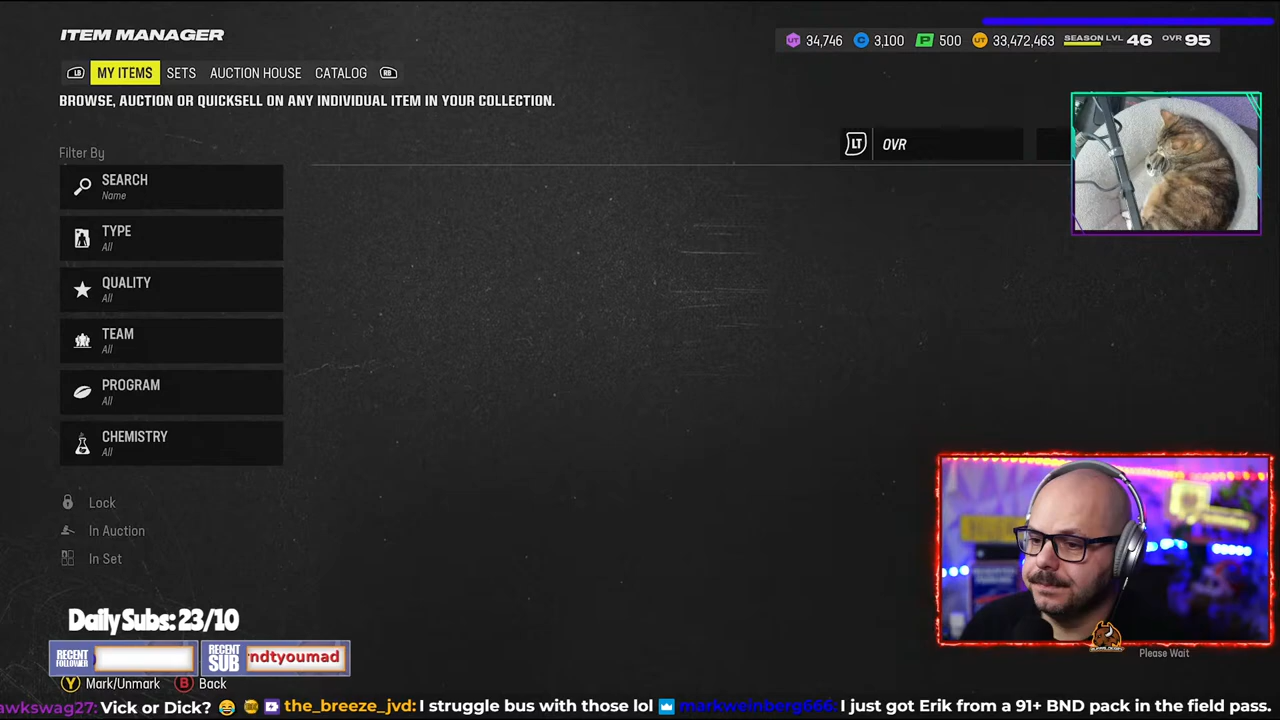 ITEM MANAGER
34,746 3,100 500 33,472,463 SEASON LVL 46 OVR 95
MY ITEMS SETS AUCTION HOUSE CATALOG
BROWSE, AUCTION OR QUICKSELL ON ANY INDIVIDUAL ITEM IN YOUR COLLECTION.
LT OVR
Filter By
SEARCH
Name
TYPE
All
QUALITY
All
TEAM
All
PROGRAM
All
CHEMISTRY
All
Lock
In Auction
In Set
Daily Subs: 23/10
RECENT FOLLOWER
RECENT SUB ndtyoumad
Please Wait
Y Mark/Unmark B Back
awkswag27: Vick or Dick? the_breeze_jvd: I struggle bus with those lol markweinberg666: I just got Erik from a 91+ BND pack in the field pass.